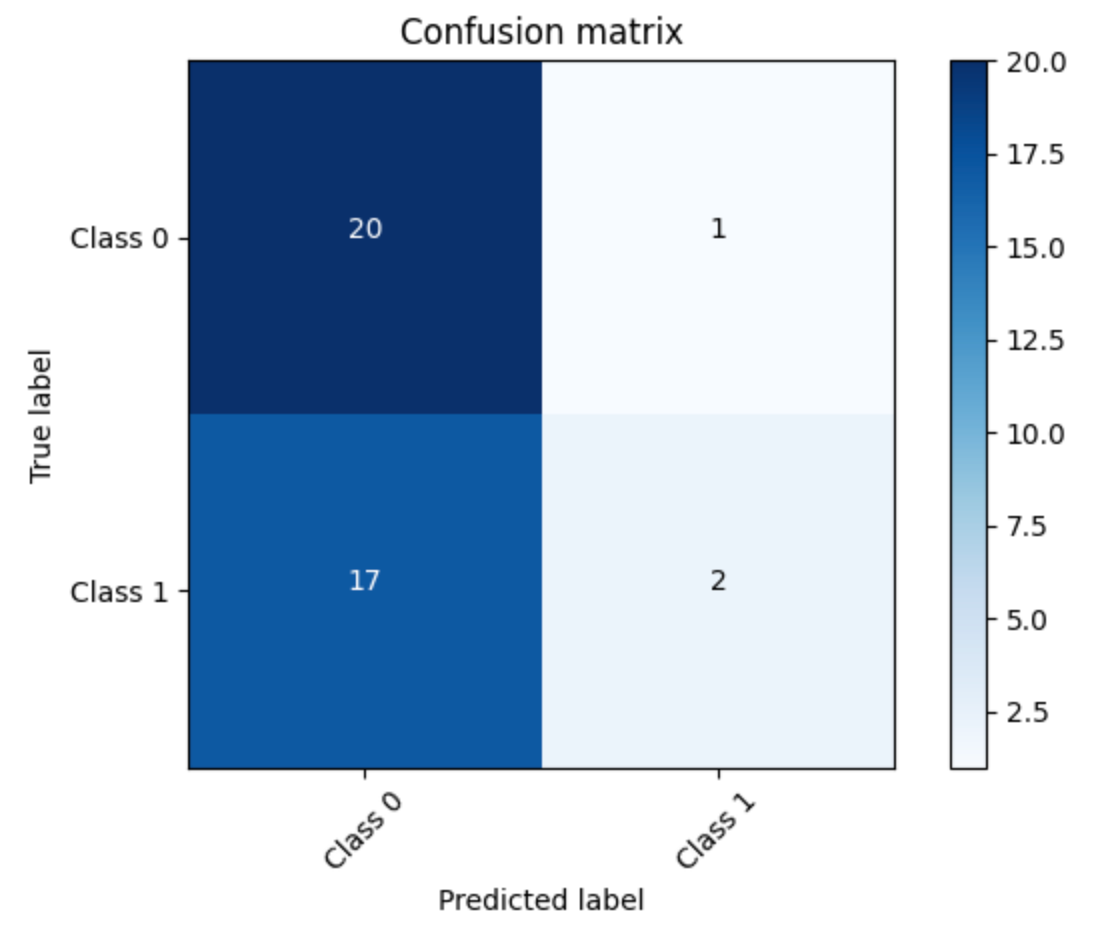 Confusion matrix
20.0
17.5
15.0
12.5
10.0
7.5
5.0
2.5
True label
Class 0
20
1
Class 1
17
2
Class 0
Class 1
Predicted label